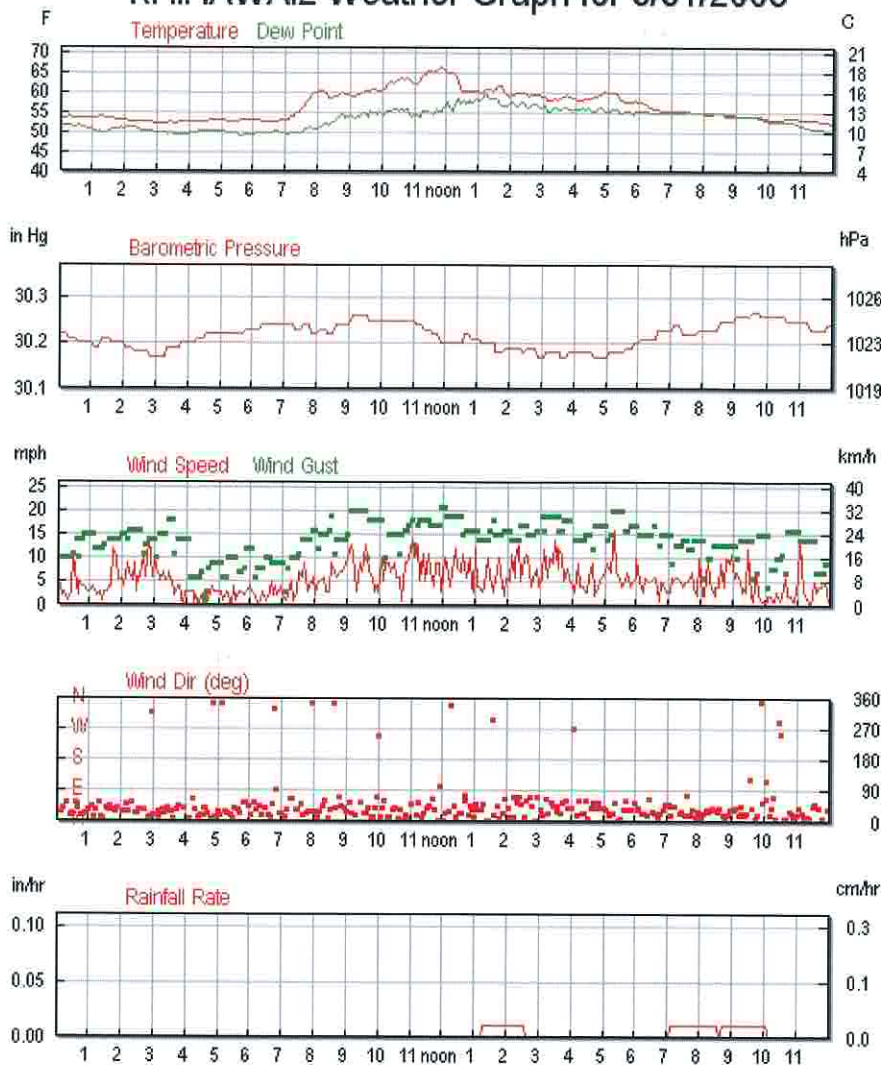 Weather Graph for
F
Temperature Dew Point
C
70
65
60
55
50
45
40
21
18
16
13
10
7
4
1 2 3 4 5 6 7 8 9 10 11 noon 1 2 3 4 5 6 7 8 9 10 11
in Hg
Barometric Pressure
hPa
30.3
30.2
30.1
1026
1023
1019
1 2 3 4 5 6 7 8 9 10 11 noon 1 2 3 4 5 6 7 8 9 10 11
mph
Wind Speed Wind Gust
km/h
25
20
15
10
5
0
40
32
24
16
8
0
1 2 3 4 5 6 7 8 9 10 11 noon 1 2 3 4 5 6 7 8 9 10 11
Wind Dir (deg)
N
W
S
E
360
270
180
90
0
1 2 3 4 5 6 7 8 9 10 11 noon 1 2 3 4 5 6 7 8 9 10 11
in/hr
Rainfall Rate
cm/hr
0.10
0.05
0.00
0.3
0.1
0.0
1 2 3 4 5 6 7 8 9 10 11 noon 1 2 3 4 5 6 7 8 9 10 11